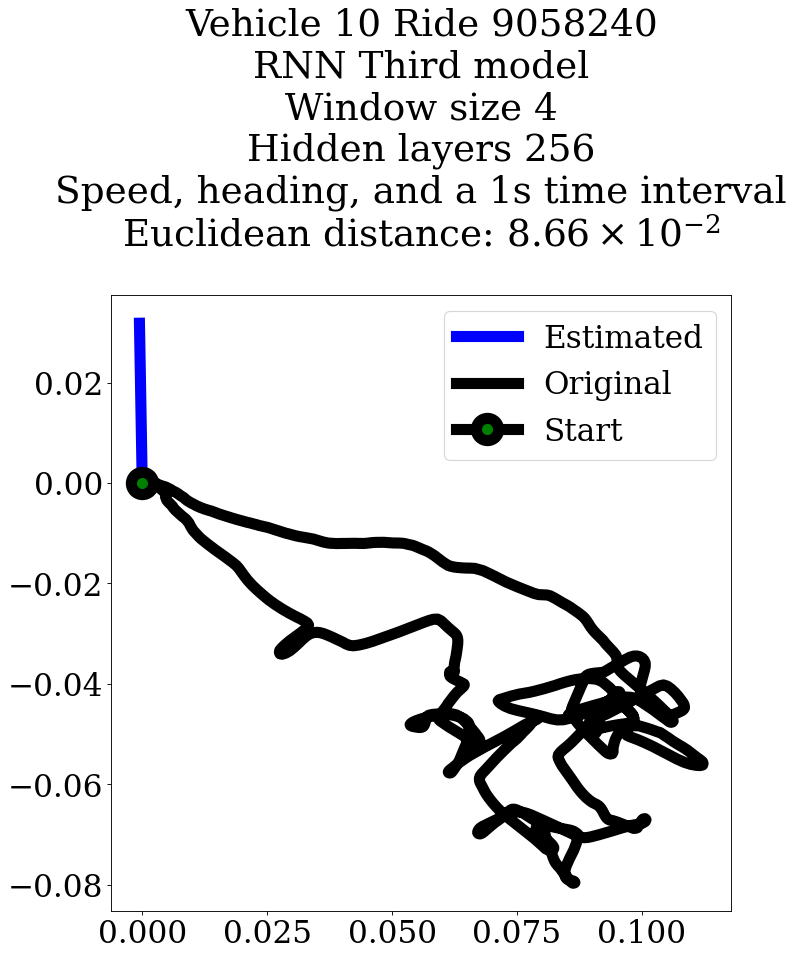 Vehicle 10 Ride 9058240
RNN Third model
Window size 4
Hidden layers 256
Speed, heading, and a 1s time interval
Euclidean distance: 8.66 × 10⁻²
Estimated
Original
Start
0.02
0.00
−0.02
−0.04
−0.06
−0.08
0.000 0.025 0.050 0.075 0.100